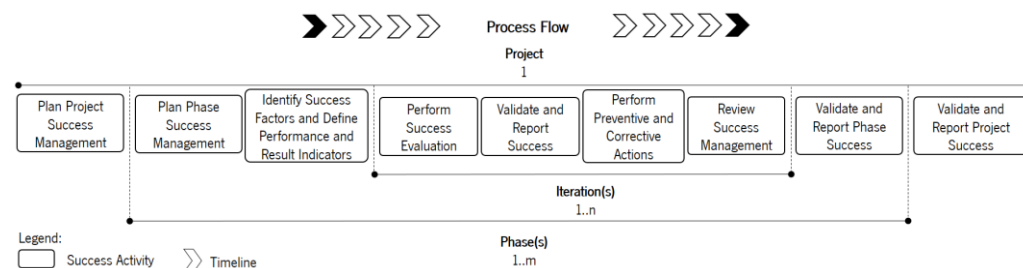 Process Flow
Project
1
Plan Project
Success
Management
Plan Phase
Success
Management
Identify Success
Factors and Define
Performance and
Result Indicators
Perform
Success
Evaluation
Validate and
Report
Success
Perform
Preventive and
Corrective
Actions
Review
Success
Management
Validate and
Report Phase
Success
Validate and
Report Project
Success
Iteration(s)
1..n
Phase(s)
1..m
Legend:
Success Activity
Timeline